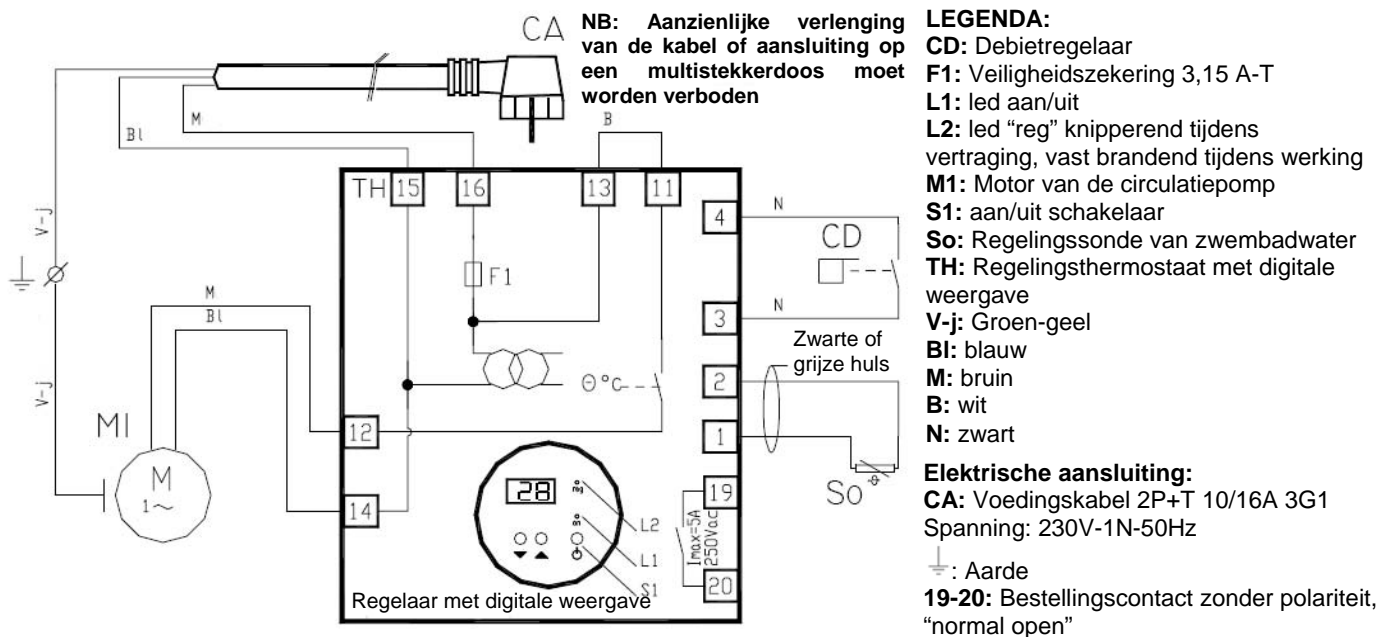 CA
NB: Aanzienlijke verlenging
van de kabel of aansluiting op
een multistekkerdoos moet
worden verboden
Bl
M
B
V-j
TH 15 16 13 11
4
N
CD
F1
3
N
M
Bl
Zwarte of
grijze huls
Θ°C
2
V-j
12
1
MI
M
1~
14
28
reg
on
L2
L1
S1
So
19
Imax=5A
250Vac
20
Regelaar met digitale weergave
LEGENDA:
CD: Debietregelaar
F1: Veiligheidszekering 3,15 A-T
L1: led aan/uit
L2: led “reg” knipperend tijdens
vertraging, vast brandend tijdens werking
M1: Motor van de circulatiepomp
S1: aan/uit schakelaar
So: Regelingssonde van zwembadwater
TH: Regelingsthermostaat met digitale
weergave
V-j: Groen-geel
Bl: blauw
M: bruin
B: wit
N: zwart
Elektrische aansluiting:
CA: Voedingskabel 2P+T 10/16A 3G1
Spanning: 230V-1N-50Hz
: Aarde
19-20: Bestellingscontact zonder polariteit,
“normal open”